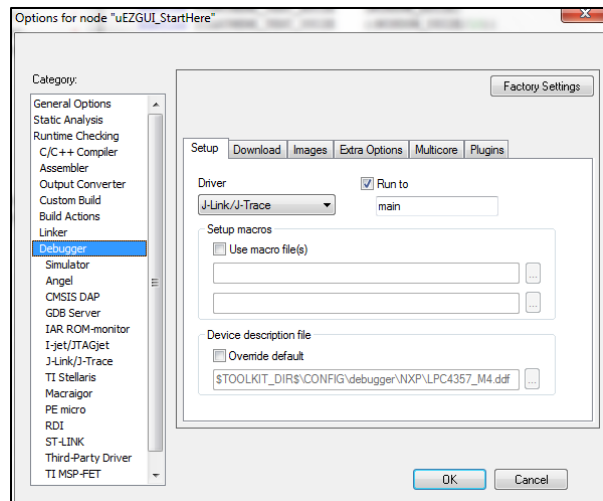 Options for node "uEZGUI_StartHere"
Category:
General Options
Static Analysis
Runtime Checking
C/C++ Compiler
Assembler
Output Converter
Custom Build
Build Actions
Linker
Debugger
Simulator
Angel
CMSIS DAP
GDB Server
IAR ROM-monitor
I-jet/JTAGjet
J-Link/J-Trace
TI Stellaris
Macraigor
PE micro
RDI
ST-LINK
Third-Party Driver
TI MSP-FET
Factory Settings
Setup Download Images Extra Options Multicore Plugins
Driver Run to
J-Link/J-Trace main
Setup macros
Use macro file(s)
...
...
Device description file
Override default
$TOOLKIT_DIR$\CONFIG\debugger\NXP\LPC4357_M4.ddf ...
OK Cancel